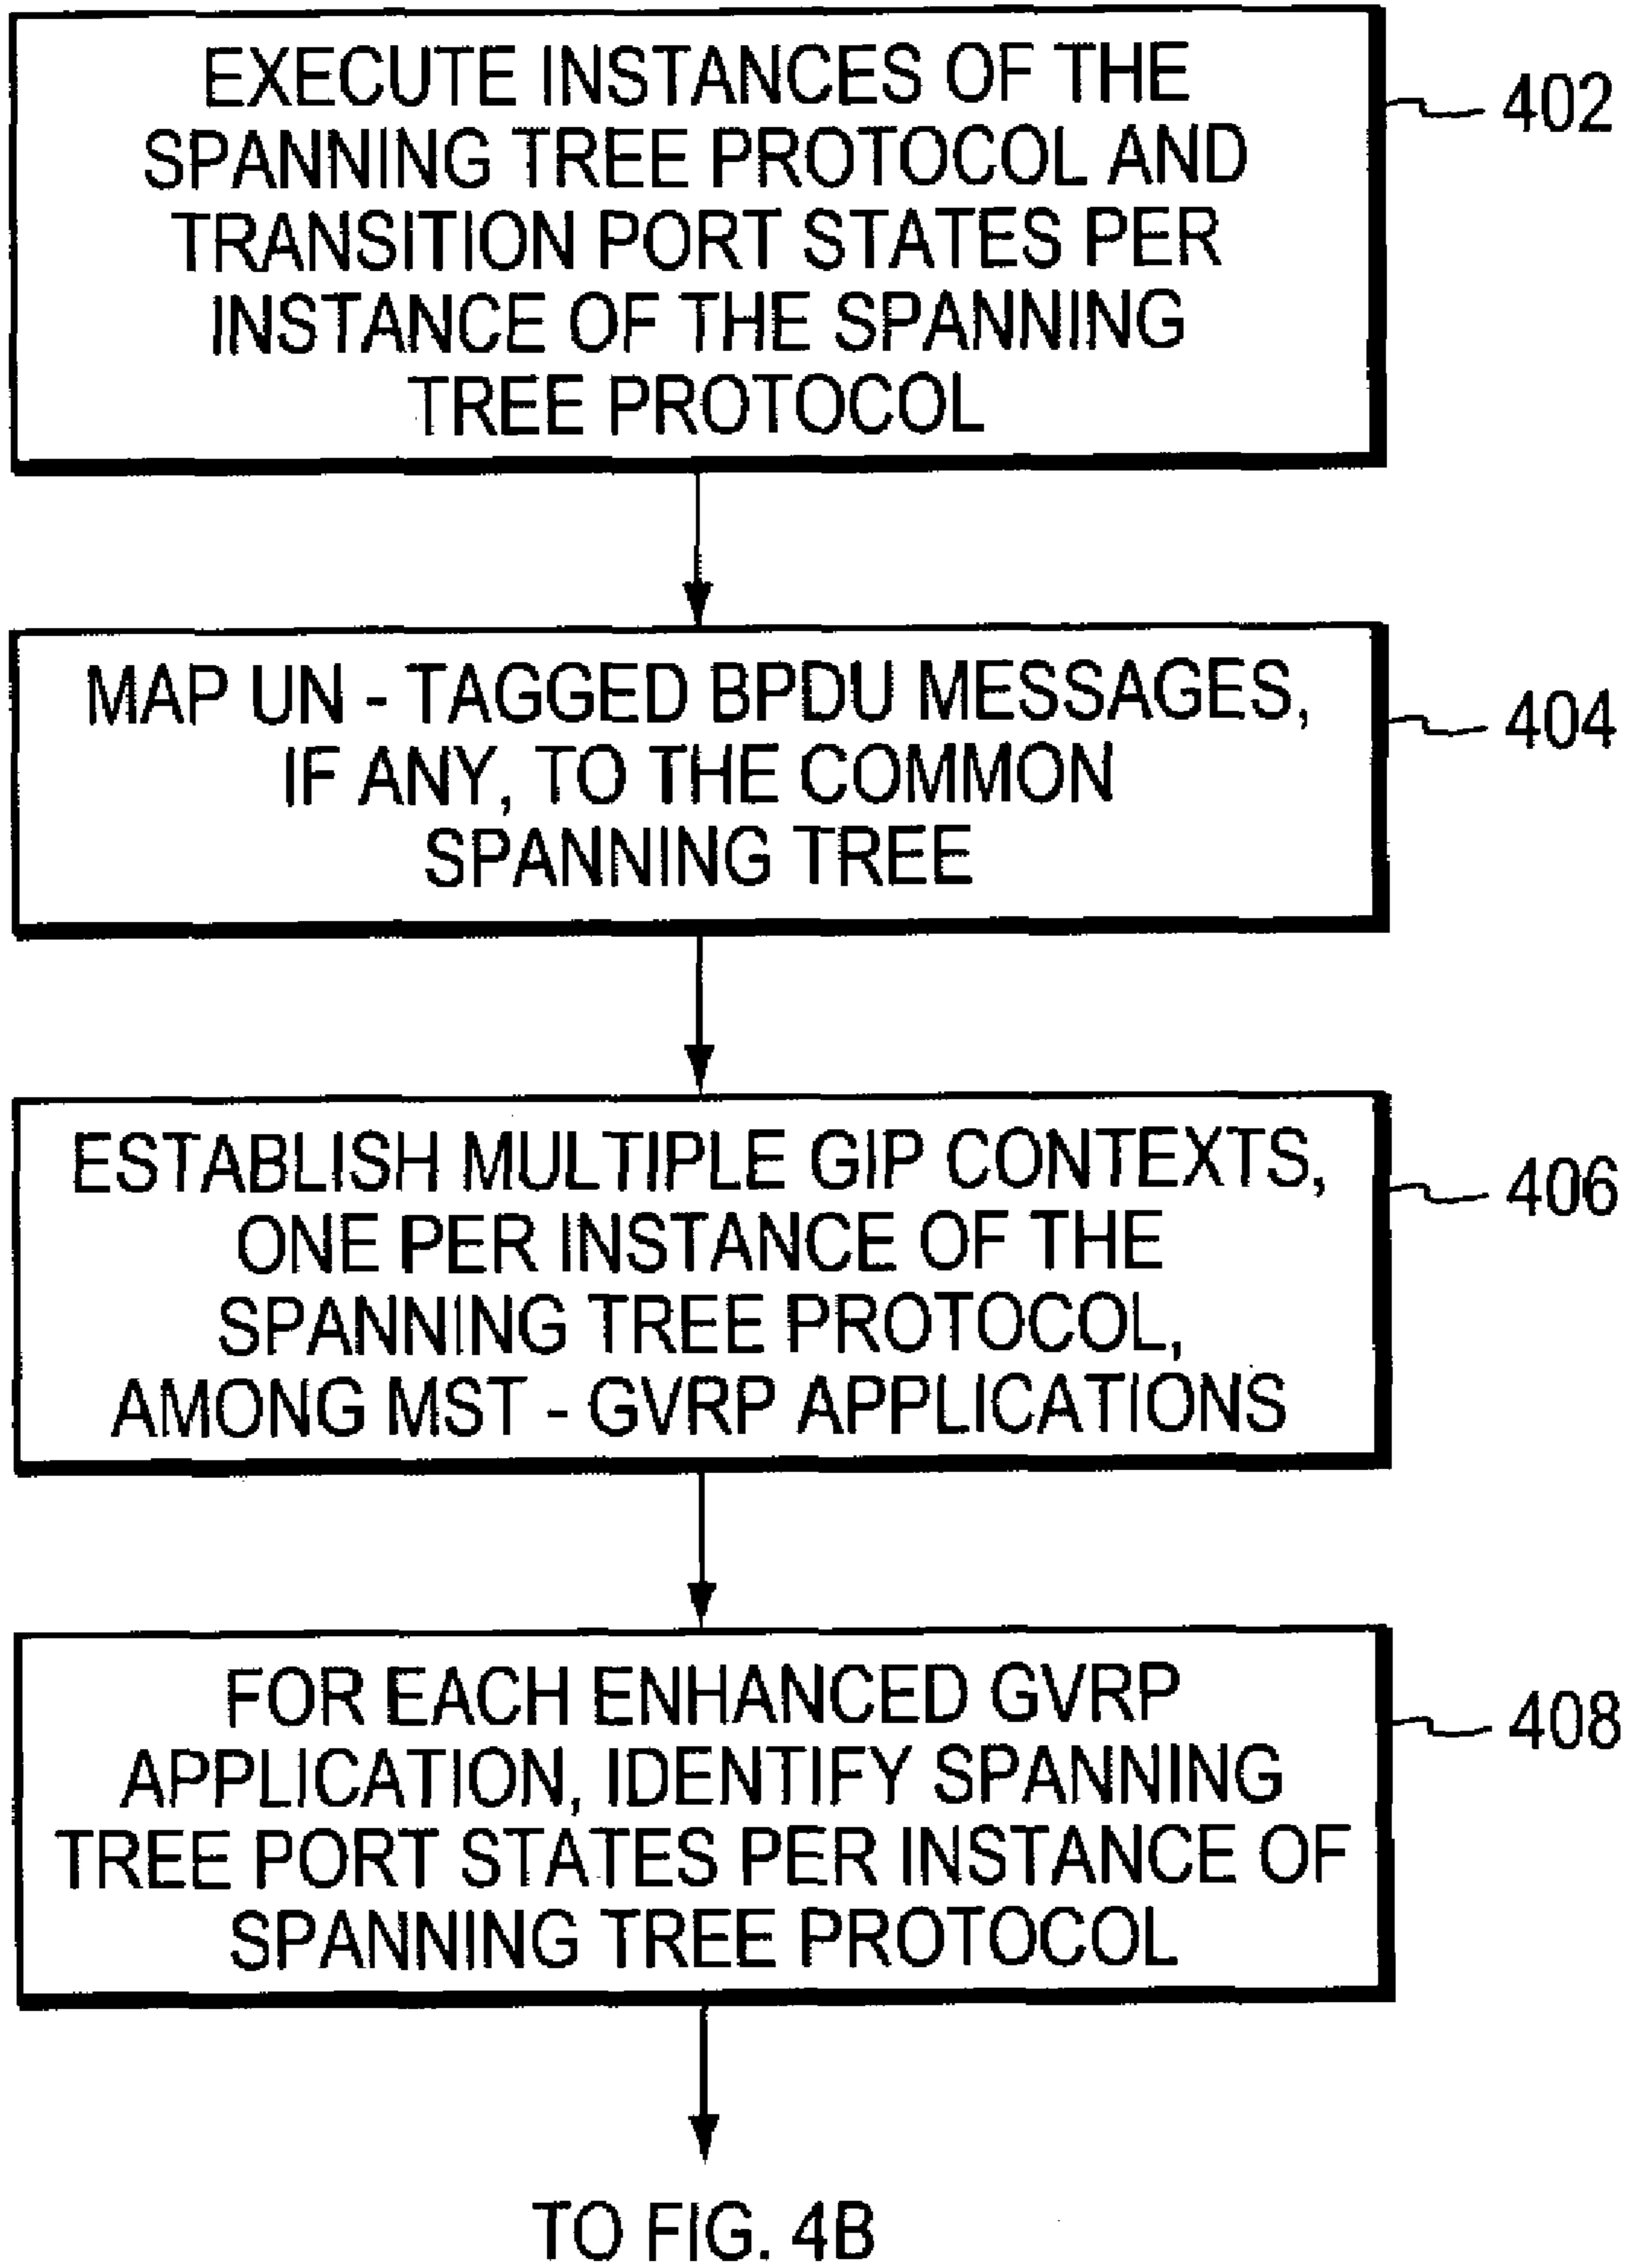 EXECUTE INSTANCES OF THE
SPANNING TREE PROTOCOL AND
TRANSITION PORT STATES PER
INSTANCE OF THE SPANNING
TREE PROTOCOL
402
MAP UN - TAGGED BPDU MESSAGES,
IF ANY, TO THE COMMON
SPANNING TREE
404
ESTABLISH MULTIPLE GIP CONTEXTS,
ONE PER INSTANCE OF THE
SPANNING TREE PROTOCOL,
AMONG MST - GVRP APPLICATIONS
406
FOR EACH ENHANCED GVRP
APPLICATION, IDENTIFY SPANNING
TREE PORT STATES PER INSTANCE OF
SPANNING TREE PROTOCOL
408
TO FIG. 4B